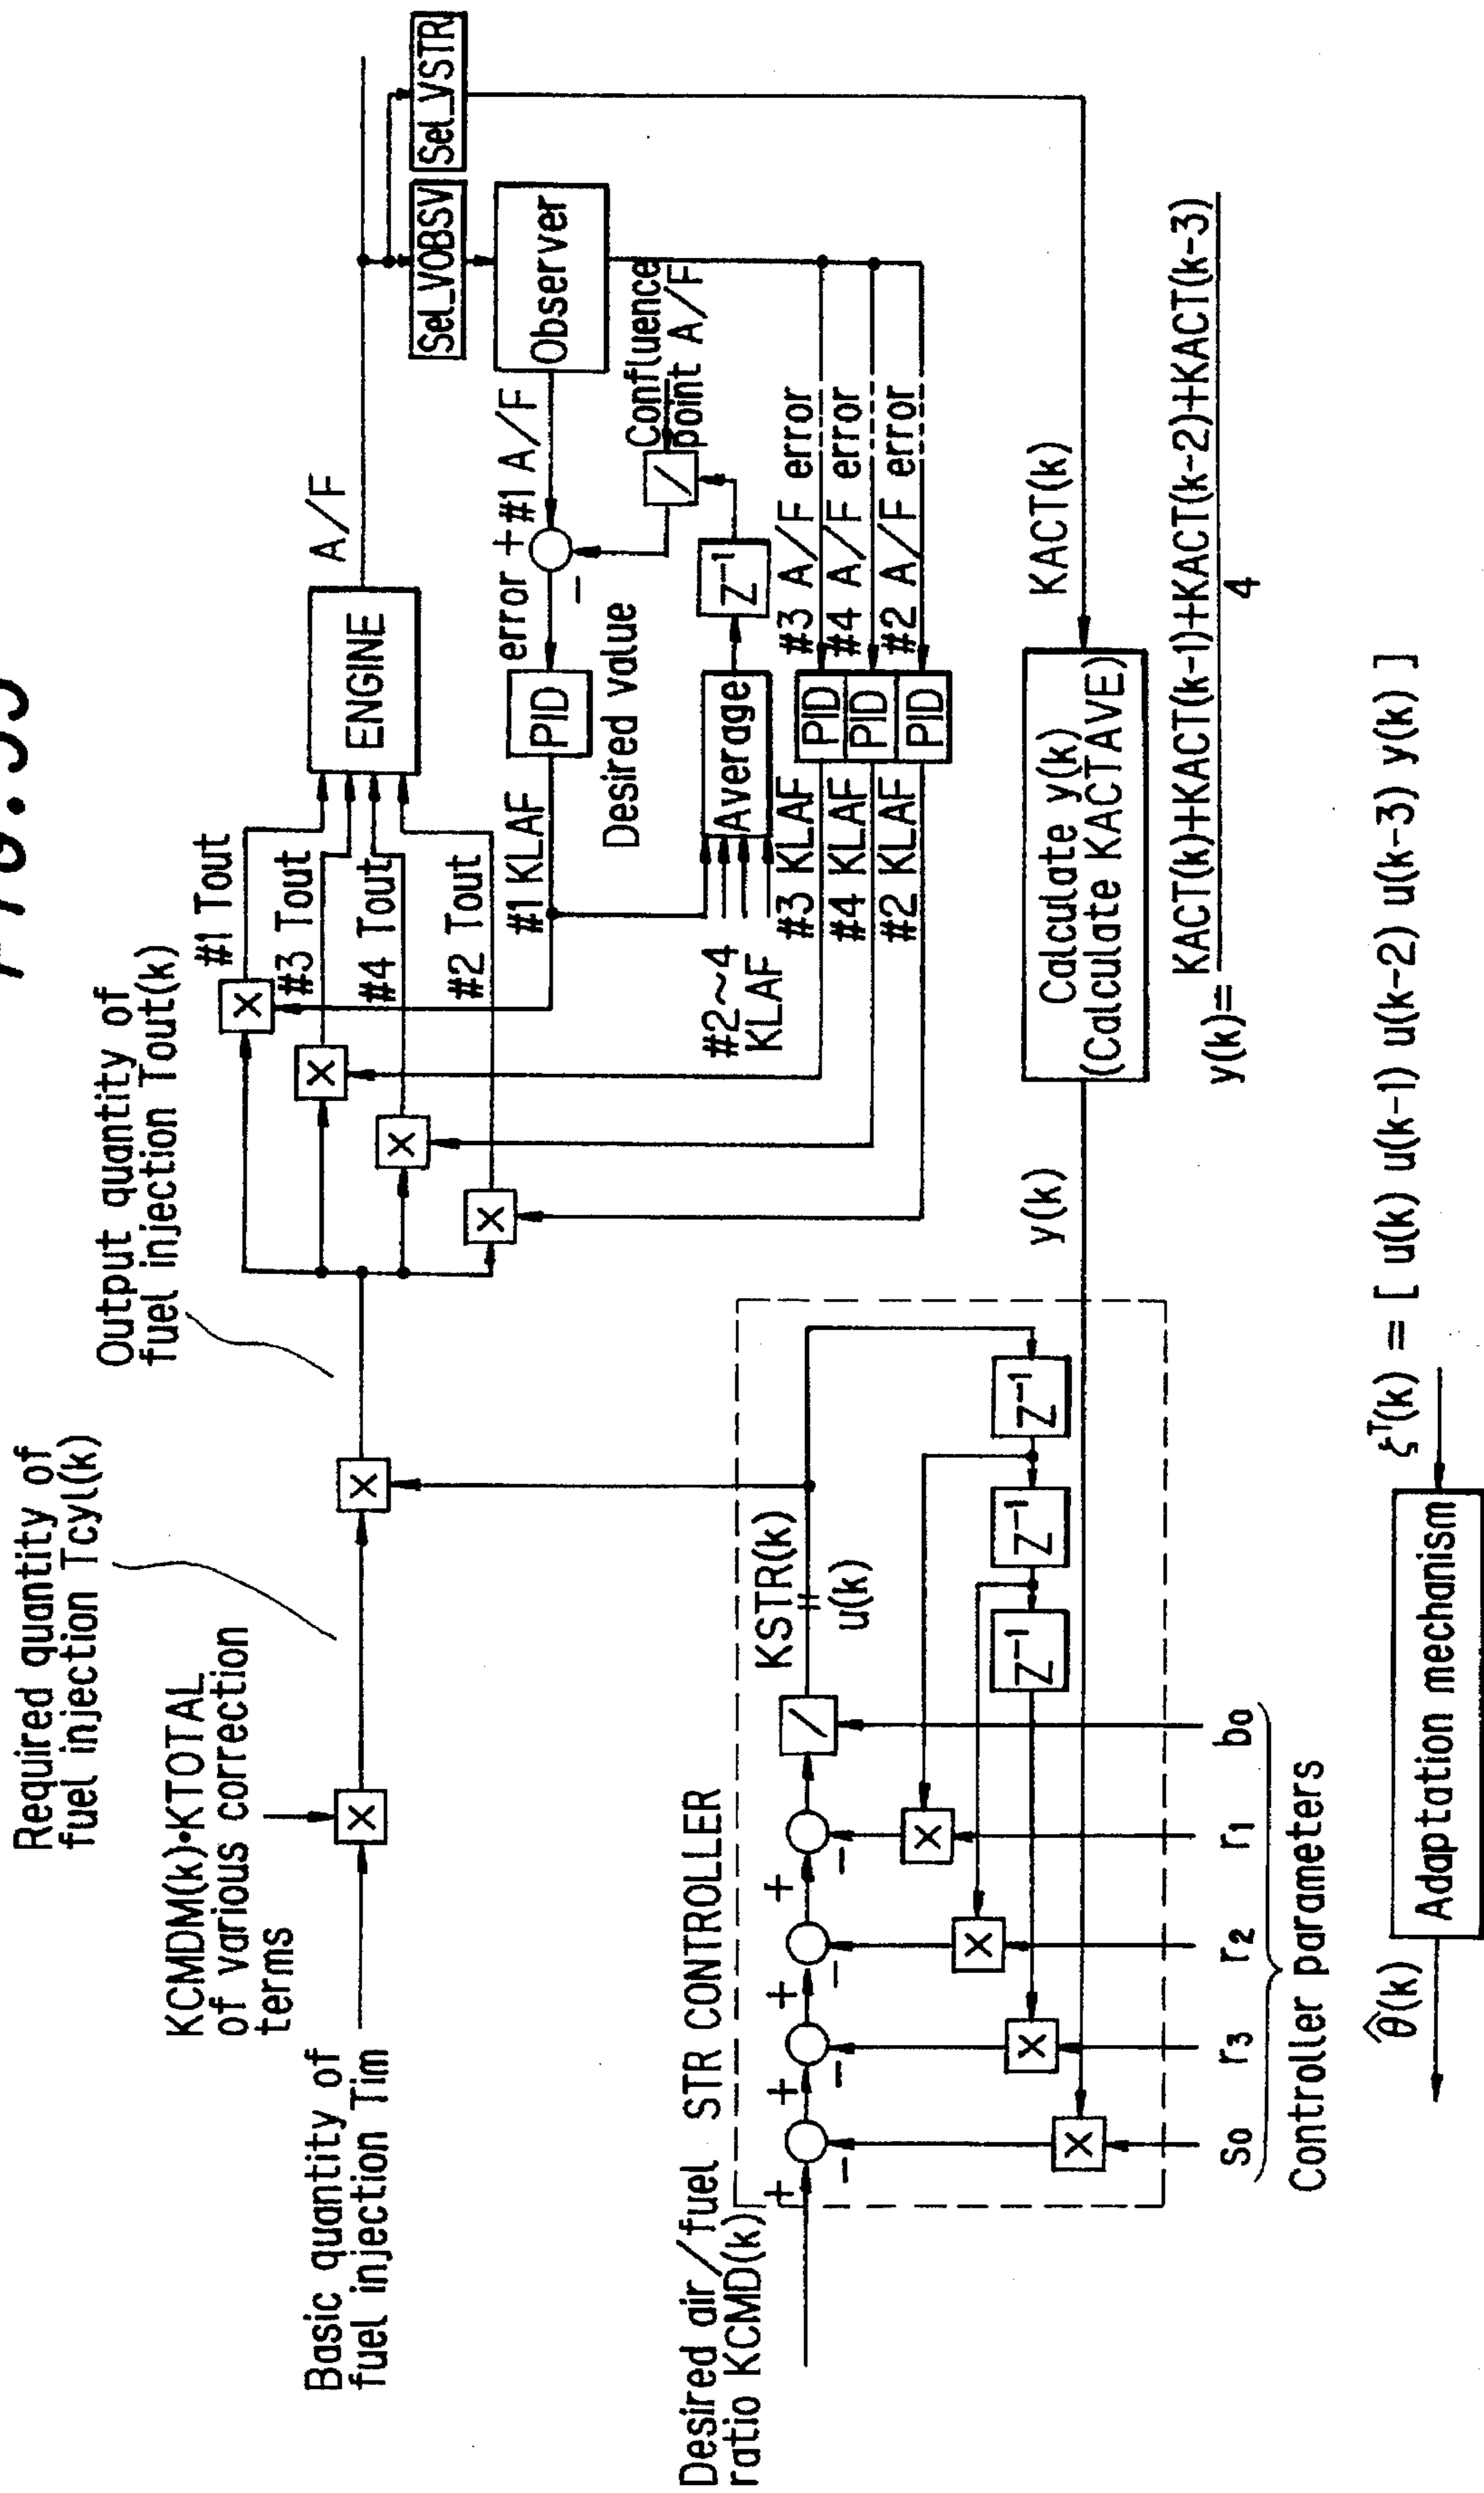 Required quantity of
fuel injection Tcyl(k)
Output quantity of
fuel injection Tout(k)
KCMDM(k)•KTOTAL
of various correction
terms
Basic quantity of
fuel injection Tim
×
×
×
×
×
×
#1 Tout
#3 Tout
#4 Tout
#2 Tout
ENGINE
A/F
Sel_VOBSV
Sel_VSTR
Observer
#1 A/F
+
error
−
PID
#1 KLAF
Desired value
Confluence
point A/F
/
Z⁻¹
Average
#2~4
KLAF
#3 A/F error
#4 A/F error
#2 A/F error
PID
PID
PID
#3 KLAF
#4 KLAF
#2 KLAF
Desired air/fuel
ratio KCMD(k)
STR CONTROLLER
+
−
+
−
+
−
+
−
/
KSTR(k)
=
u(k)
Z⁻¹
Z⁻¹
Z⁻¹
×
×
×
×
s₀ r₃ r₂ r₁ b₀
Controller parameters
y(k)
Calculate y(k)
(Calculate KACTAVE)
KACT(k)
y(k)= KACT(k)+KACT(k-1)+KACT(k-2)+KACT(k-3)
4
θ̂(k)
Adaptation mechanism
ξᵀ(k) = [ u(k) u(k-1) u(k-2) u(k-3) y(k) ]